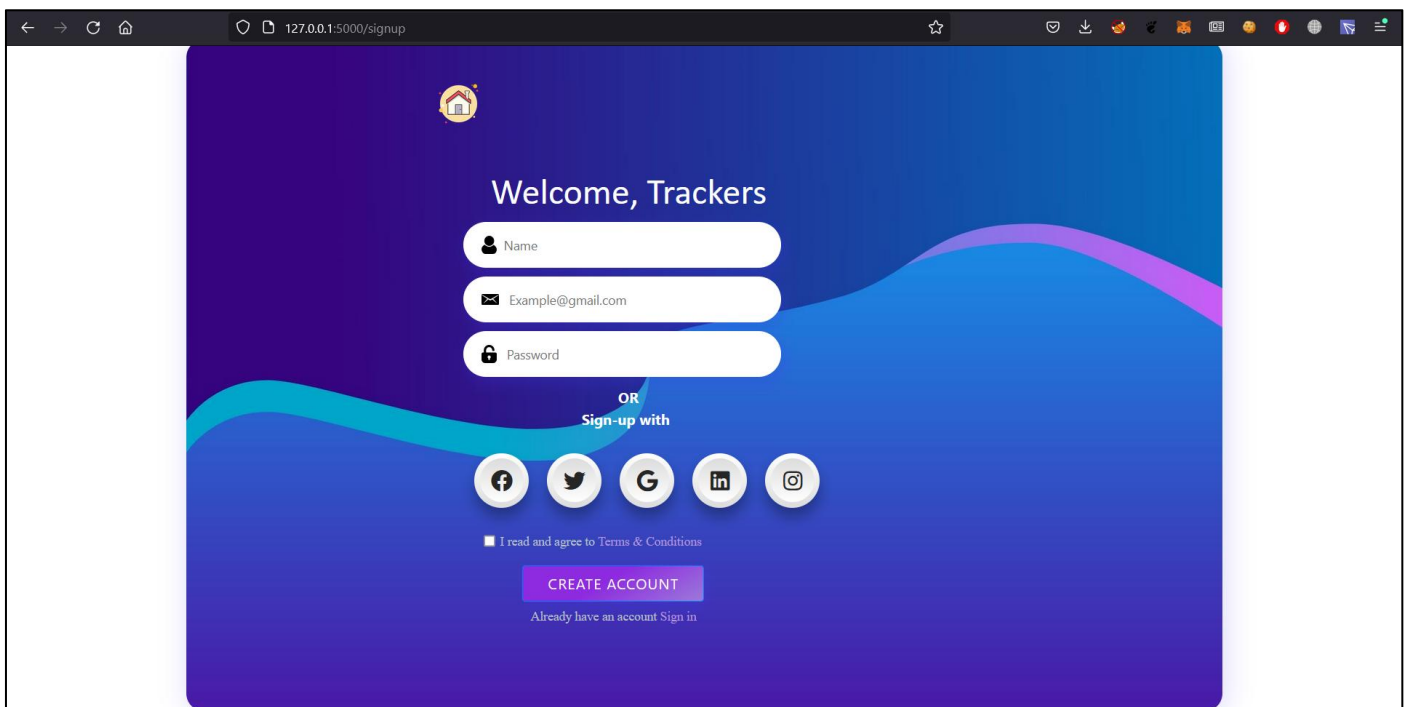 127.0.0.1:5000/signup
Welcome, Trackers
Name
Example@gmail.com
Password
OR
Sign-up with
I read and agree to Terms & Conditions
CREATE ACCOUNT
Already have an account Sign in